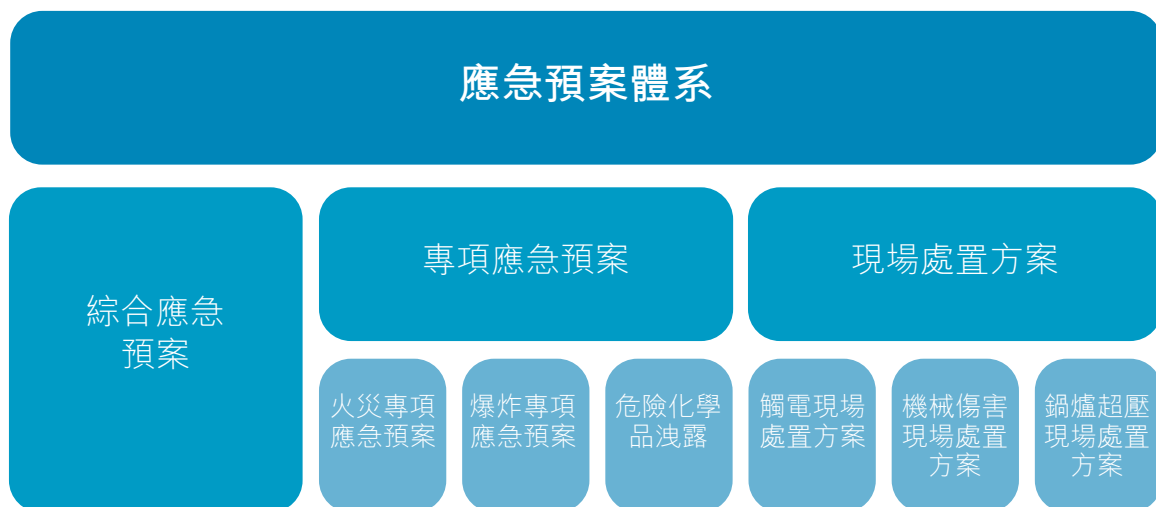 應急預案體系
綜合應急
預案
專項應急預案
現場處置方案
火災專項
應急預案
爆炸專項
應急預案
危險化學
品洩露
觸電現場
處置方案
機械傷害
現場處置
方案
鍋爐超壓
現場處置
方案